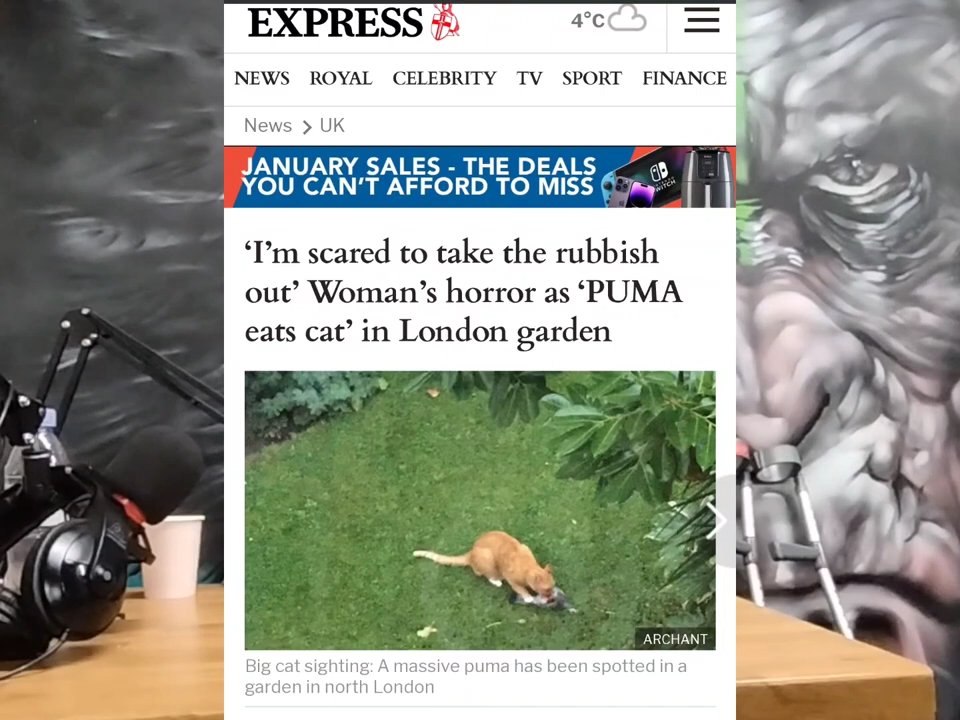 EXPRESS
4°C
NEWS ROYAL CELEBRITY TV SPORT FINANCE
News > UK
JANUARY SALES - THE DEALS
YOU CAN'T AFFORD TO MISS
SWITCH
‘I’m scared to take the rubbish
out’ Woman’s horror as ‘PUMA
eats cat’ in London garden
ARCHANT
Big cat sighting: A massive puma has been spotted in a
garden in north London